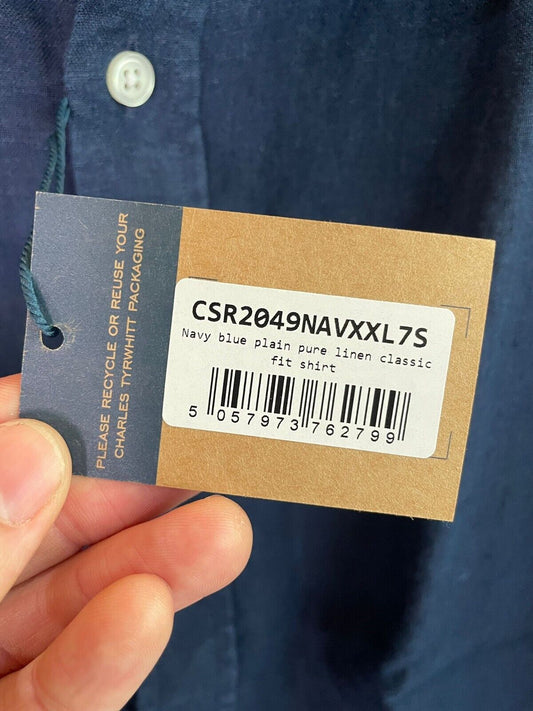 PLEASE RECYCLE OR REUSE YOUR
CHARLES TYRWHITT PACKAGING
CSR2049NAVXXL7S
Navy blue plain pure linen classic
fit shirt
5 057973 762799